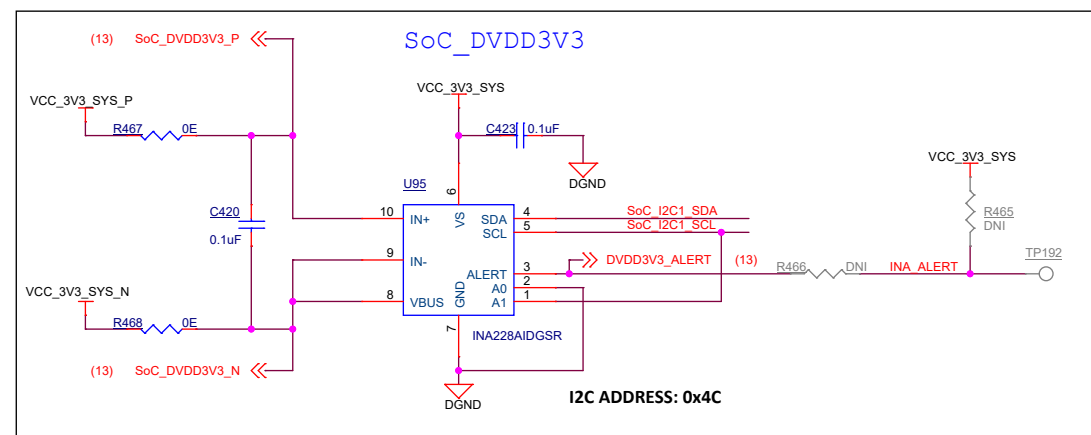 (13) SoC_DVDD3V3_P
SoC_DVDD3V3
VCC_3V3_SYS
VCC_3V3_SYS_P
R467 0E
C423 0.1uF
DGND
VCC_3V3_SYS
U95
6
VS
C420
0.1uF
10 IN+
SDA 4 SoC_I2C1_SDA
SCL 5 SoC_I2C1_SCL
R465
DNI
9 IN-
DVDD3V3_ALERT (13)
TP192
ALERT 3
R466 DNI INA_ALERT
VCC_3V3_SYS_N
A0 2
8 VBUS
GND
A1 1
R468 0E
7
INA228AIDGSR
(13) SoC_DVDD3V3_N
DGND
I2C ADDRESS: 0x4C